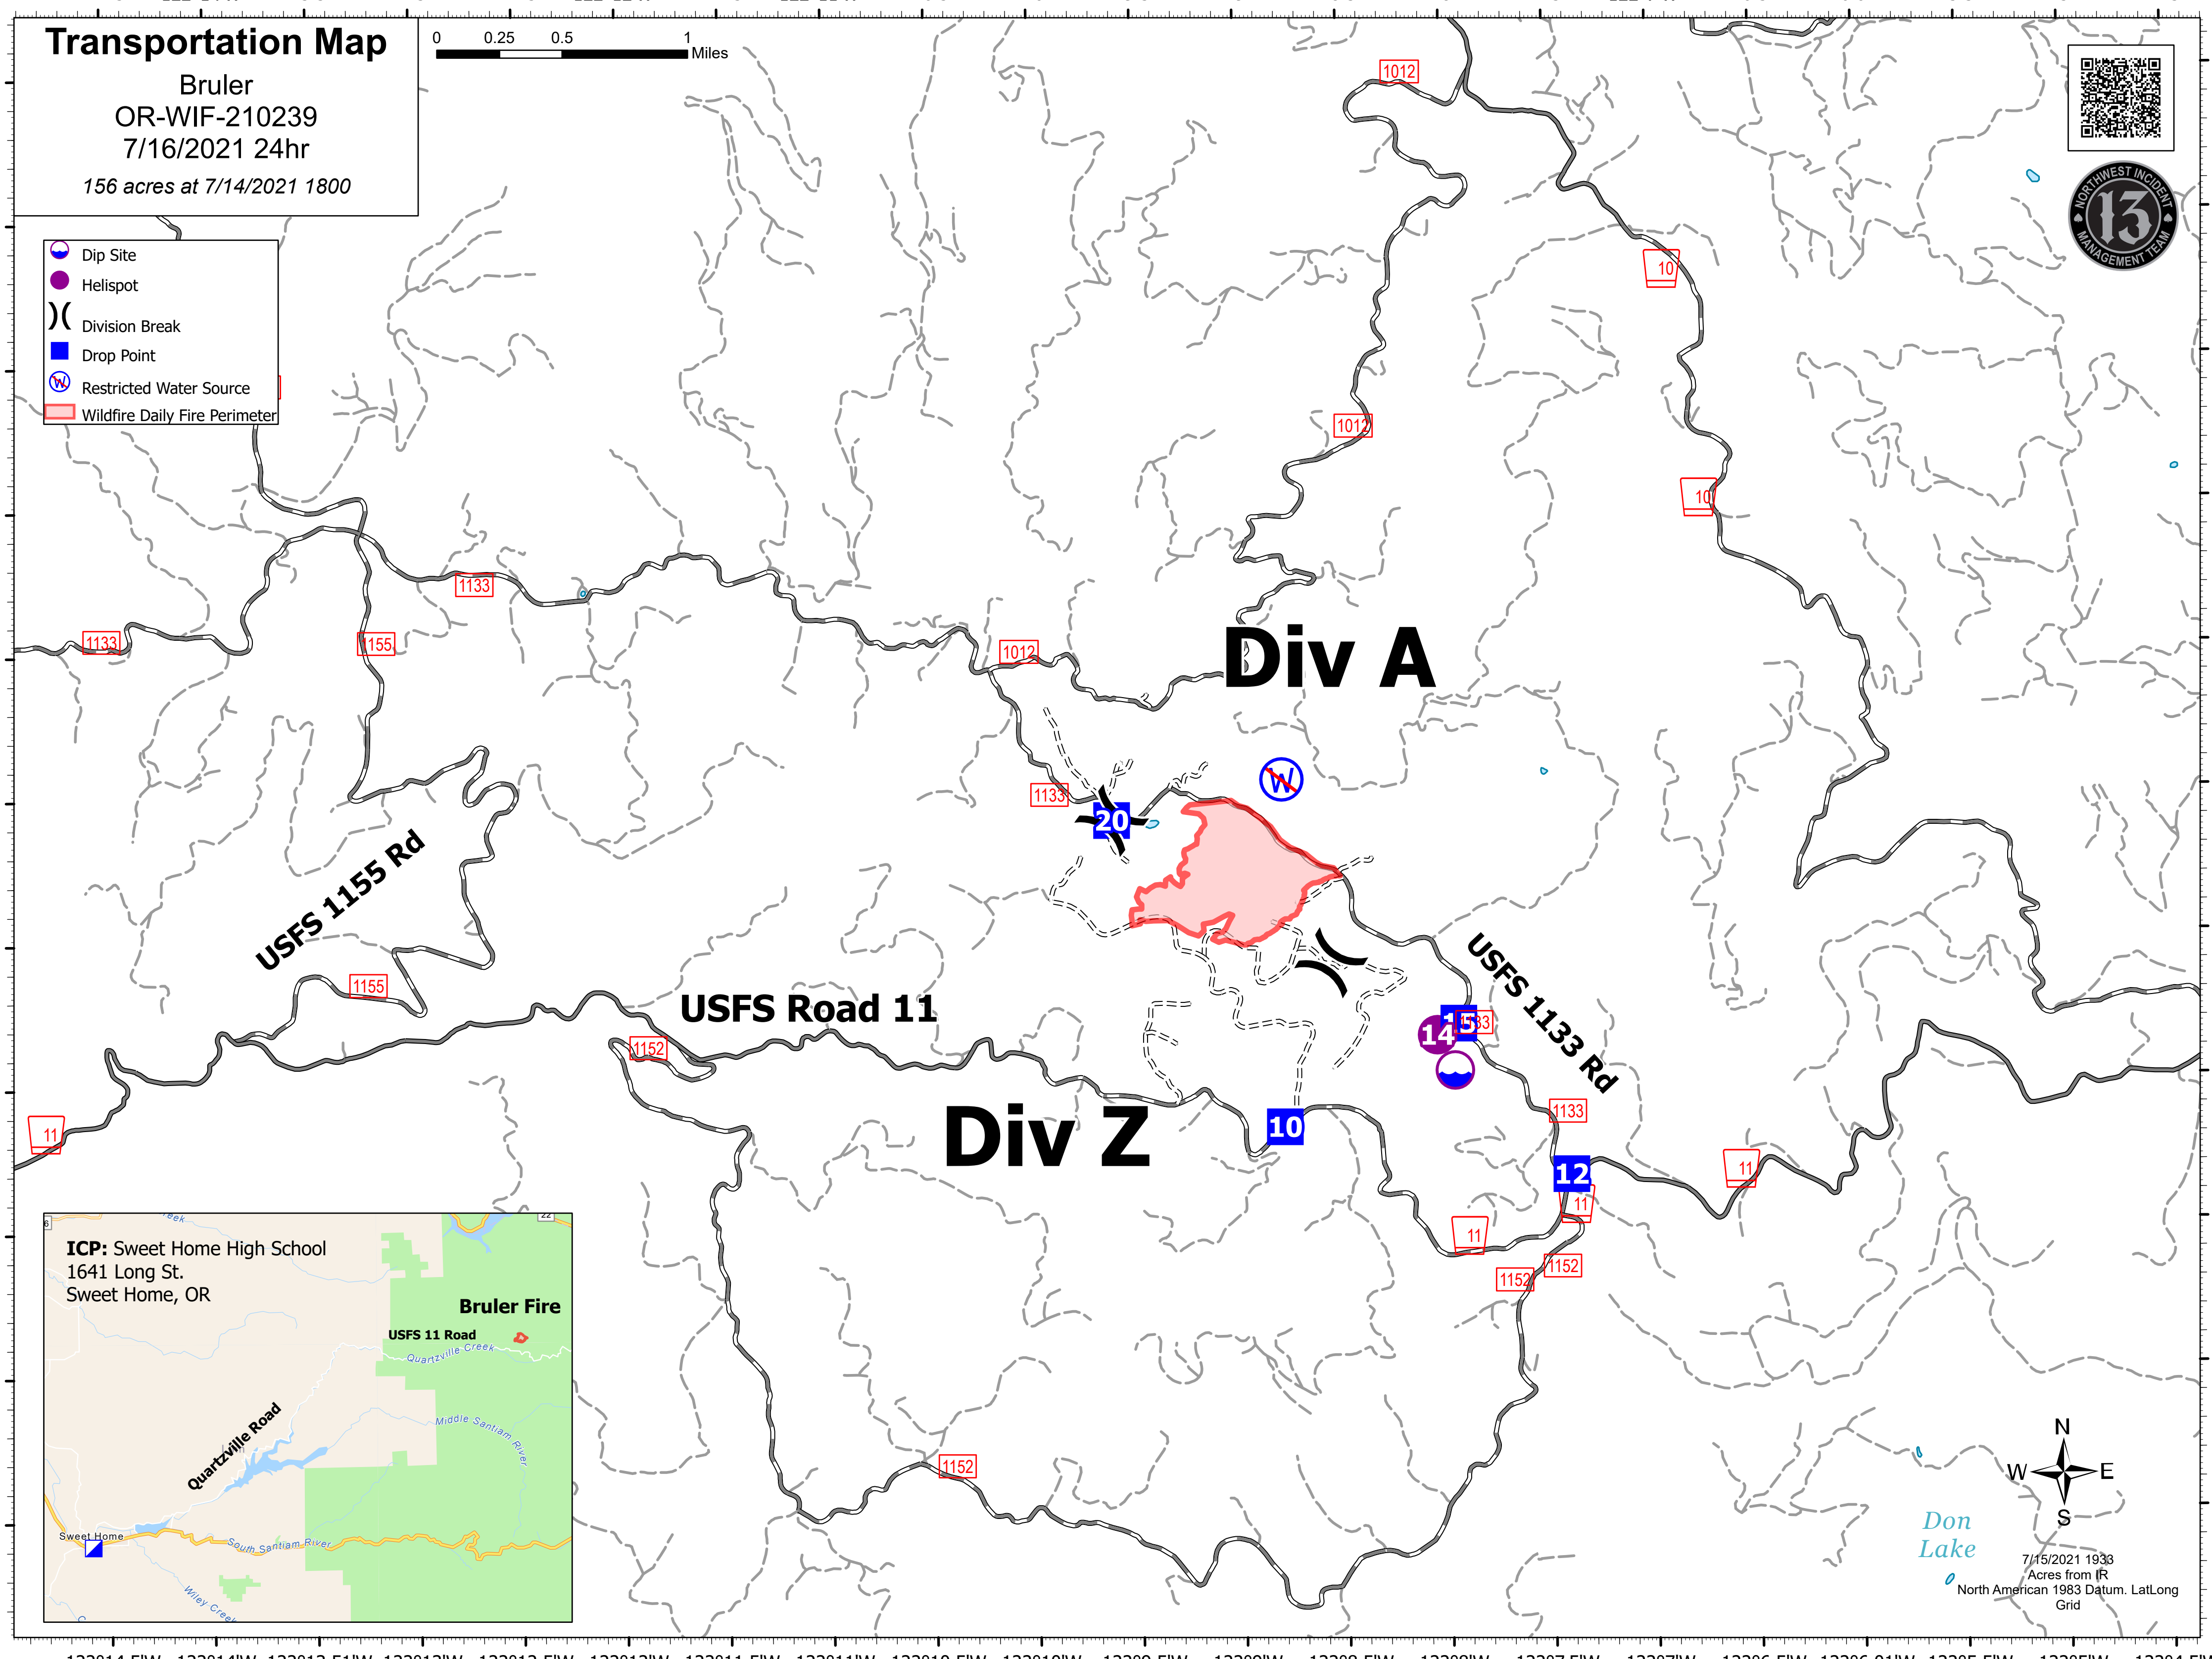 Transportation Map
Bruler
OR-WIF-210239
7/16/2021 24hr
156 acres at 7/14/2021 1800
0 0.25 0.5 1
Miles
Dip Site
Helispot
Division Break
Drop Point
Restricted Water Source
Wildfire Daily Fire Perimeter
NORTHWEST INCIDENT
13
MANAGEMENT TEAM
1012
10
1012
10
1133
1133
1155
1012
Div A
1133
20
W
USFS 1155 Rd
1155
USFS Road 11
USFS 1133 Rd
1133
14
1152
1133
11
Div Z
10
12
11
11
11
1152
1152
1152
ICP: Sweet Home High School
1641 Long St.
Sweet Home, OR
22
6
Bruler Fire
USFS 11 Road
Quartzville Creek
Quartzville Road
Middle Santiam River
Sweet Home
South Santiam River
Wiley Creek
N
W E
S
Don
Lake
7/15/2021 1933
Acres from IR
North American 1983 Datum. LatLong
Grid